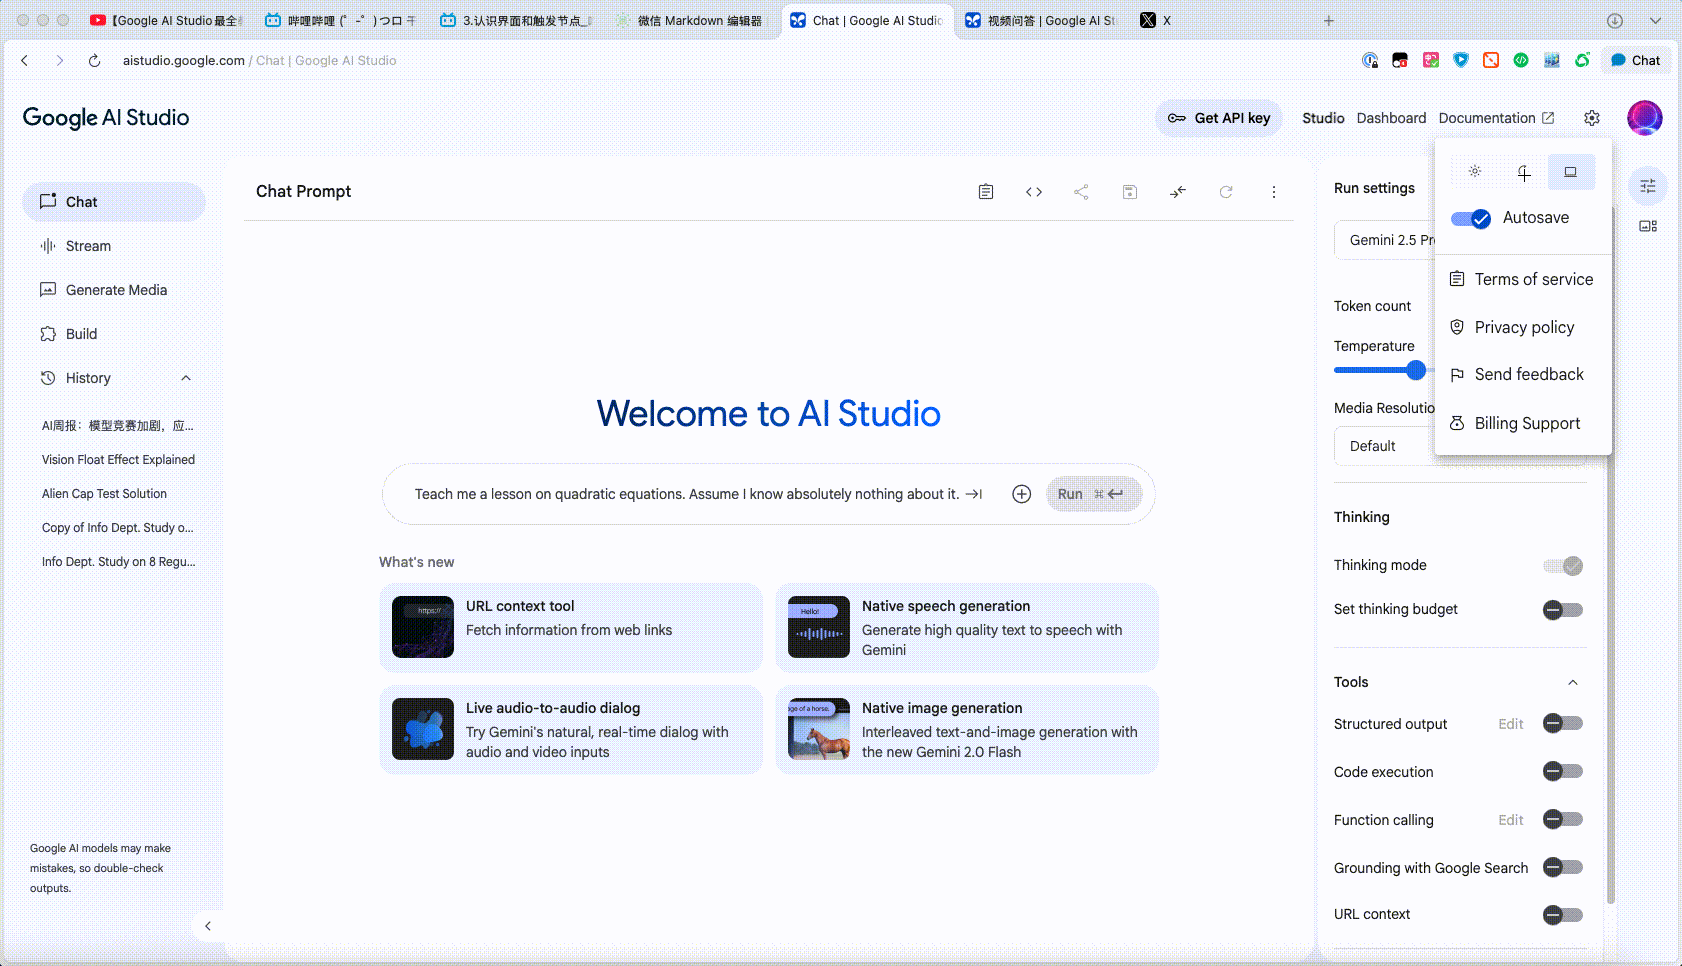 【Google AI Studio 最全
哔哩哔哩 (゜-゜)つロ 干
3.认识界面和触发节点_
微信 Markdown 编辑器
Chat | Google AI Studio
视频问答 | Google AI St
X
aistudio.google.com / Chat | Google AI Studio
Chat
Google AI Studio
Get API key
Studio
Dashboard
Documentation
Chat
Stream
Generate Media
Build
History
AI周报：模型竞赛加剧，应...
Vision Float Effect Explained
Alien Cap Test Solution
Copy of Info Dept. Study o...
Info Dept. Study on 8 Regu...
Google AI models may make
mistakes, so double-check
outputs.
Chat Prompt
Welcome to AI Studio
Teach me a lesson on quadratic equations. Assume I know absolutely nothing about it.
Run
What's new
URL context tool
Fetch information from web links
https://
Native speech generation
Generate high quality text to speech with
Gemini
Hello!
Live audio-to-audio dialog
Try Gemini's natural, real-time dialog with
audio and video inputs
Native image generation
Interleaved text-and-image generation with
the new Gemini 2.0 Flash
ge of a horse.
Run settings
Gemini 2.5 Pr
Token count
Temperature
Media Resolutio
Default
Autosave
Terms of service
Privacy policy
Send feedback
Billing Support
Thinking
Thinking mode
Set thinking budget
Tools
Structured output
Edit
Code execution
Function calling
Edit
Grounding with Google Search
URL context